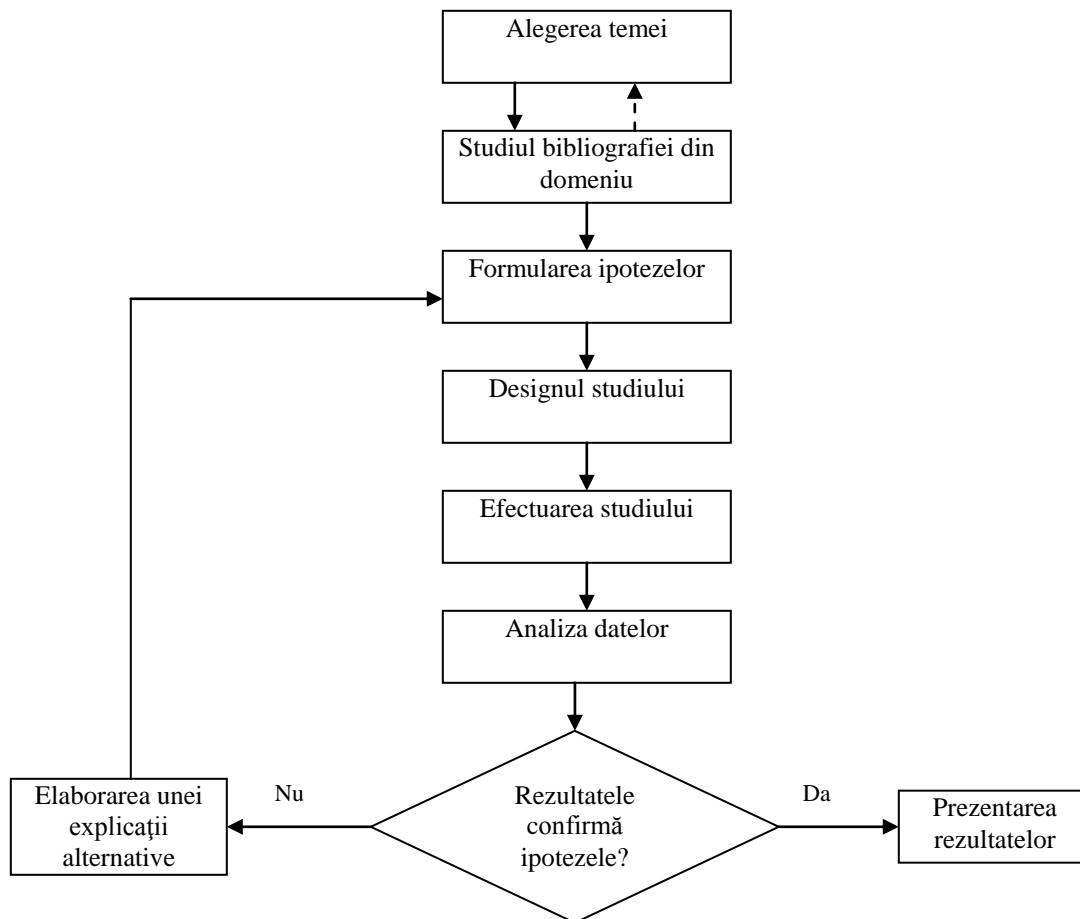 Alegerea temei
Studiul bibliografiei din
domeniu
Formularea ipotezelor
Designul studiului
Efectuarea studiului
Analiza datelor
Rezultatele
confirmă
ipotezele?
Nu
Elaborarea unei
explicaţii
alternative
Da
Prezentarea
rezultatelor